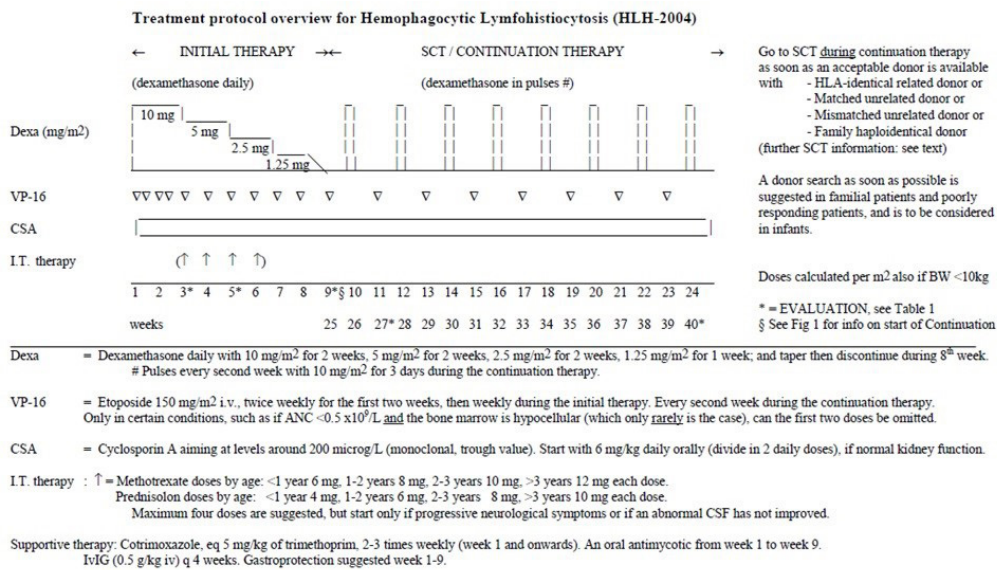 Treatment protocol overview for Hemophagocytic Lymfohistiocytosis (HLH-2004)
← INITIAL THERAPY →← SCT / CONTINUATION THERAPY →
(dexamethasone daily) (dexamethasone in pulses #)
Dexa (mg/m2)
10 mg
5 mg
2.5 mg
1.25 mg
VP-16 ▽▽ ▽▽ ▽ ▽ ▽ ▽ ▽ ▽ ▽ ▽ ▽ ▽ ▽ ▽ ▽ ▽
CSA
I.T. therapy (↑ ↑ ↑ ↑)
1 2 3* 4 5* 6 7 8 9*§ 10 11 12 13 14 15 16 17 18 19 20 21 22 23 24
weeks 25 26 27* 28 29 30 31 32 33 34 35 36 37 38 39 40*
Go to SCT during continuation therapy
as soon as an acceptable donor is available
with - HLA-identical related donor or
- Matched unrelated donor or
- Mismatched unrelated donor or
- Family haploidentical donor
(further SCT information: see text)
A donor search as soon as possible is
suggested in familial patients and poorly
responding patients, and is to be considered
in infants.
Doses calculated per m2 also if BW <10kg
* = EVALUATION, see Table 1
§ See Fig 1 for info on start of Continuation
Dexa = Dexamethasone daily with 10 mg/m2 for 2 weeks, 5 mg/m2 for 2 weeks, 2.5 mg/m2 for 2 weeks, 1.25 mg/m2 for 1 week; and taper then discontinue during 8th week.
# Pulses every second week with 10 mg/m2 for 3 days during the continuation therapy.
VP-16 = Etoposide 150 mg/m2 i.v., twice weekly for the first two weeks, then weekly during the initial therapy. Every second week during the continuation therapy.
Only in certain conditions, such as if ANC <0.5 x10⁹/L and the bone marrow is hypocellular (which only rarely is the case), can the first two doses be omitted.
CSA = Cyclosporin A aiming at levels around 200 microg/L (monoclonal, trough value). Start with 6 mg/kg daily orally (divide in 2 daily doses), if normal kidney function.
I.T. therapy : ↑ = Methotrexate doses by age: <1 year 6 mg, 1-2 years 8 mg, 2-3 years 10 mg, >3 years 12 mg each dose.
Prednisolon doses by age: <1 year 4 mg, 1-2 years 6 mg, 2-3 years 8 mg, >3 years 10 mg each dose.
Maximum four doses are suggested, but start only if progressive neurological symptoms or if an abnormal CSF has not improved.
Supportive therapy: Cotrimoxazole, eq 5 mg/kg of trimethoprim, 2-3 times weekly (week 1 and onwards). An oral antimycotic from week 1 to week 9.
IvIG (0.5 g/kg iv) q 4 weeks. Gastroprotection suggested week 1-9.